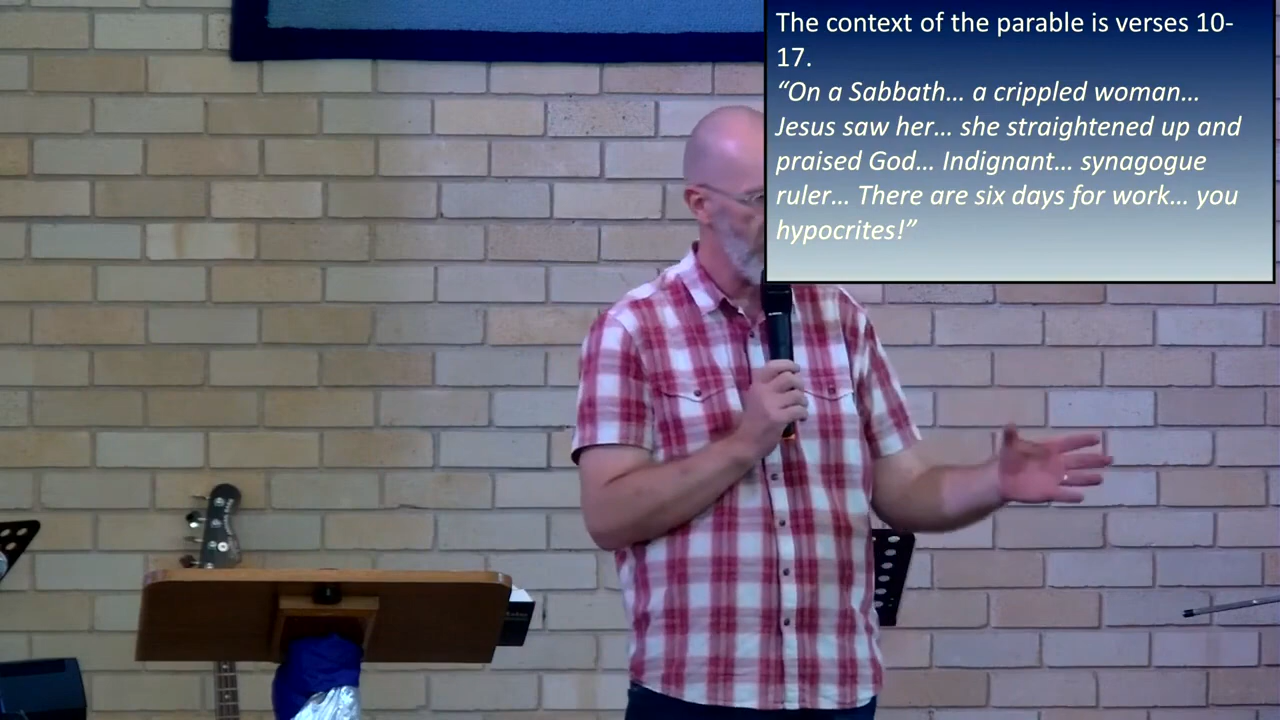 The context of the parable is verses 10-
17.
“On a Sabbath... a crippled woman...
Jesus saw her... she straightened up and
praised God... Indignant... synagogue
ruler... There are six days for work... you
hypocrites!”